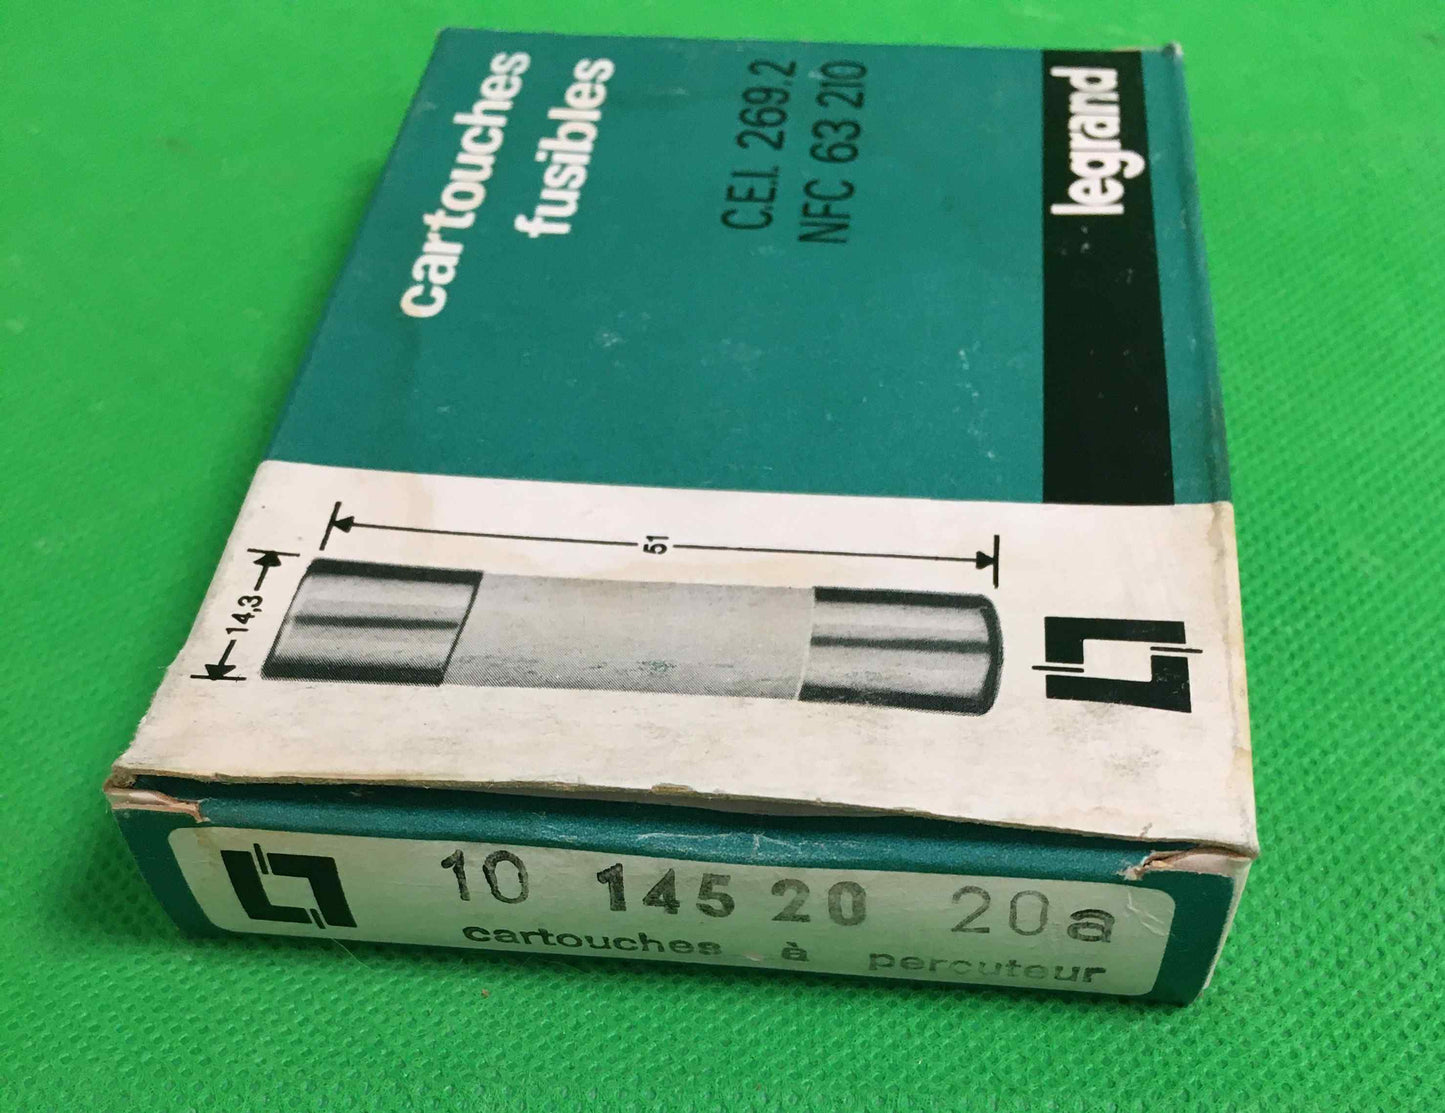 cartouches
fusibles
C.E.I. 269.2
NFC 63 210
legrand
51
14,3
10 145 20 20a
cartouches à percuteur